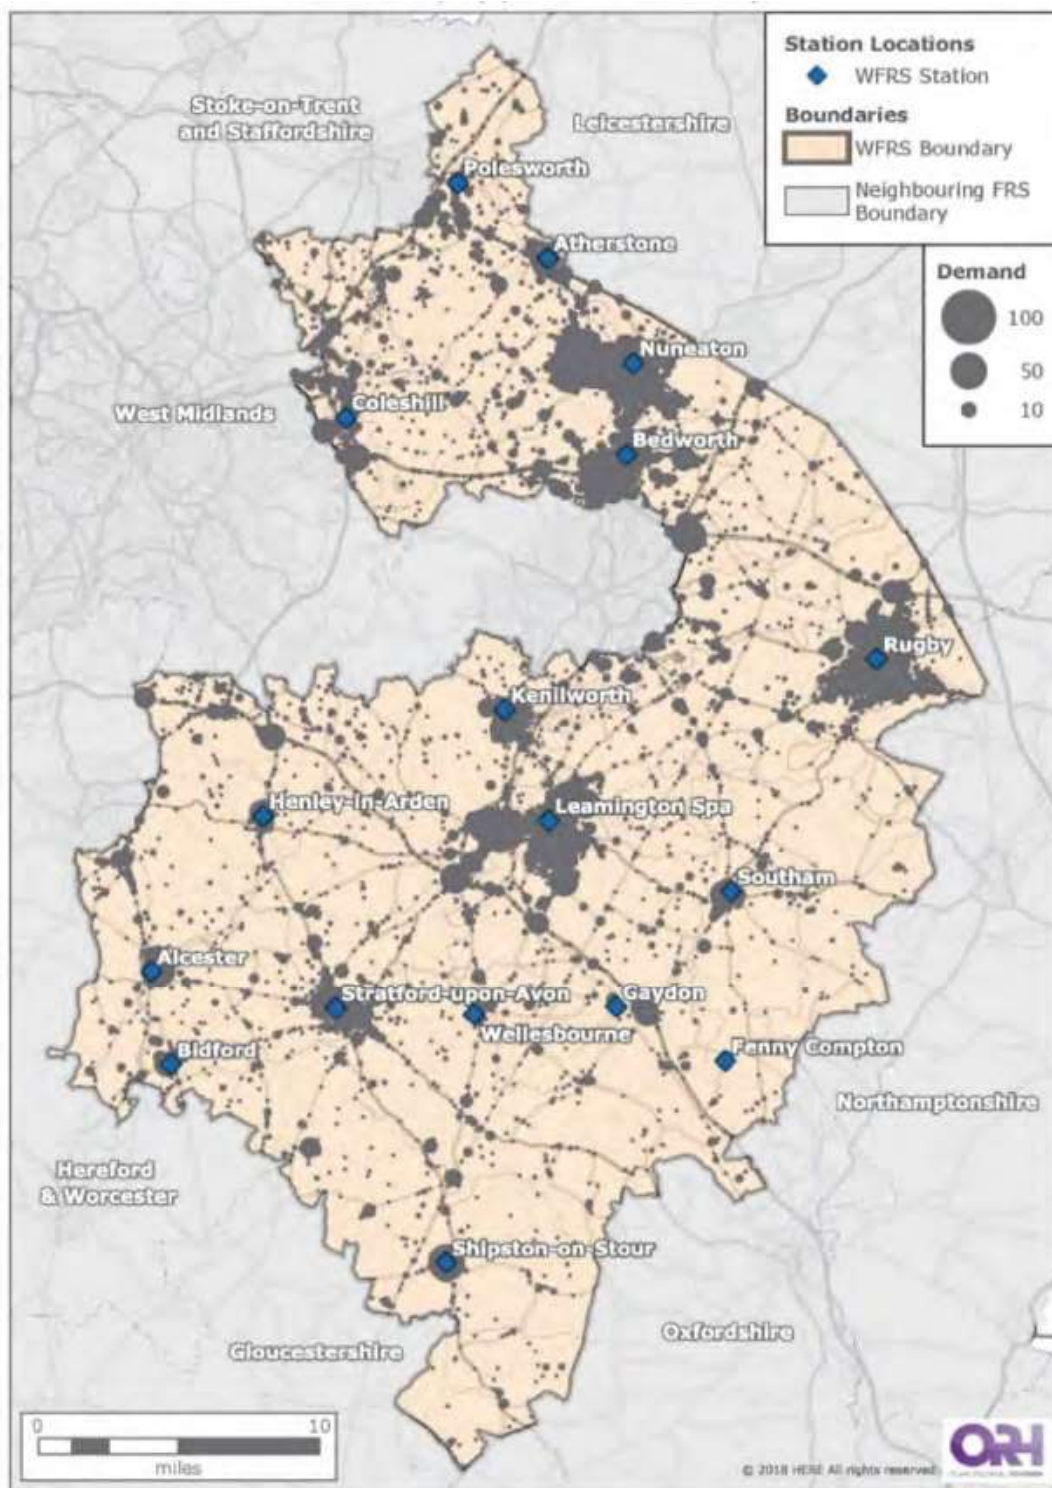 Station Locations
WFRS Station
Boundaries
WFRS Boundary
Neighbouring FRS
Boundary
Demand
100
50
10
Stoke-on-Trent
and Staffordshire
Leicestershire
Polesworth
Atherstone
Nuneaton
West Midlands
Coleshill
Bedworth
Rugby
Kenilworth
Henley-in-Arden
Leamington Spa
Southam
Alcester
Stratford-upon-Avon
Gaydon
Wellesbourne
Bidford
Fenny Compton
Northamptonshire
Hereford
& Worcester
Shipston-on-Stour
Oxfordshire
Gloucestershire
0 10
miles
© 2018 HERE All rights reserved
ORH